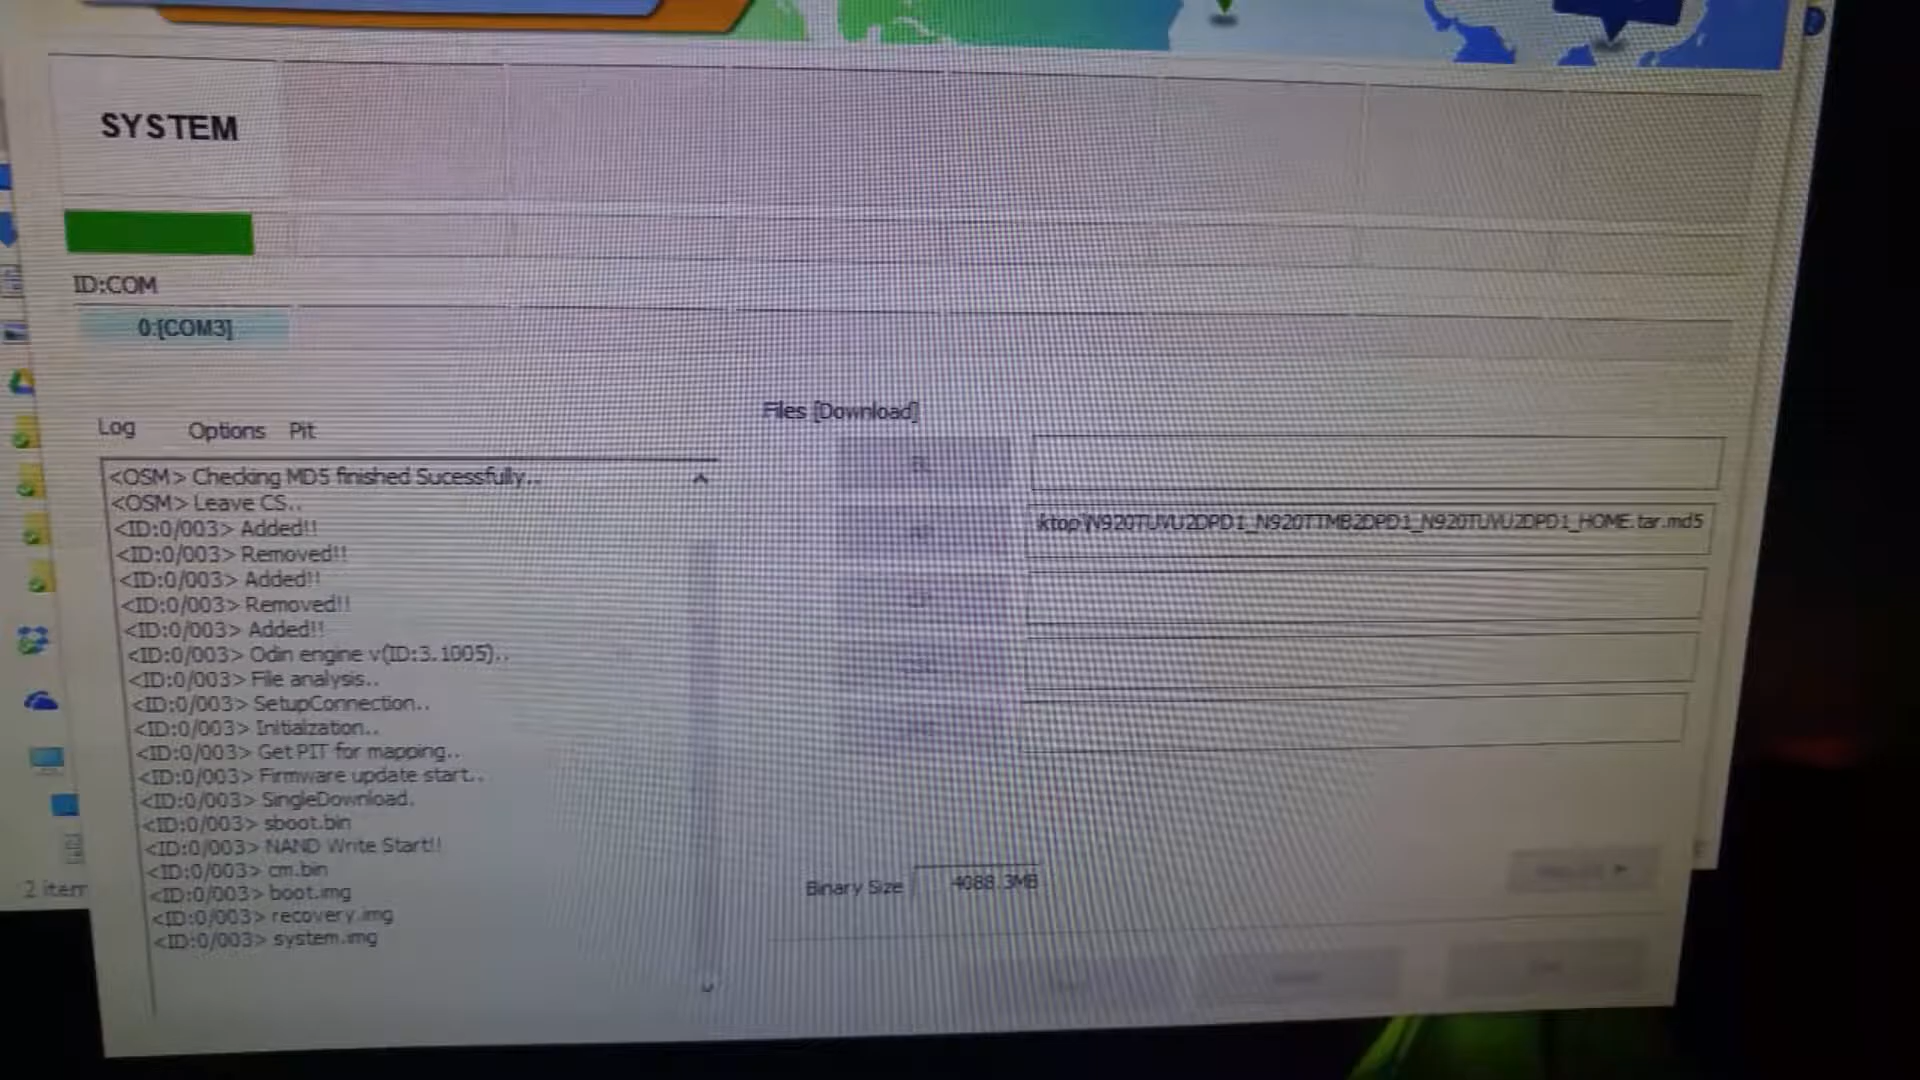 SYSTEM
ID:COM
0:[COM3]
Log Options Pit
<OSM> Checking MD5 finished Sucessfully..
<OSM> Leave CS..
<ID:0/003> Added!!
<ID:0/003> Removed!!
<ID:0/003> Added!!
<ID:0/003> Removed!!
<ID:0/003> Added!!
<ID:0/003> Odin engine v(ID:3.1005)..
<ID:0/003> File analysis..
<ID:0/003> SetupConnection..
<ID:0/003> Initialzation..
<ID:0/003> Get PIT for mapping..
<ID:0/003> Firmware update start..
<ID:0/003> SingleDownload.
<ID:0/003> sboot.bin
<ID:0/003> NAND Write Start!!
<ID:0/003> cm.bin
<ID:0/003> boot.img
<ID:0/003> recovery.img
<ID:0/003> system.img
Files [Download]
ktop\N920TUVU2DPD1_N920TTMB2DPD1_N920TUVU2DPD1_HOME.tar.md5
Binary Size 4088.3MB
2 item